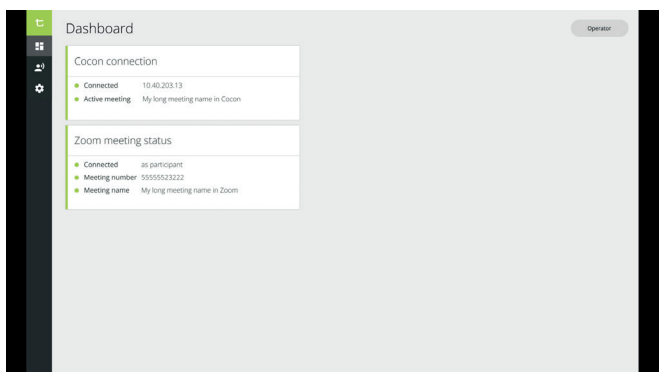 Dashboard
Operator
Cocon connection
Connected 10.40.203.13
Active meeting My long meeting name in Cocon
Zoom meeting status
Connected as participant
Meeting number 55555523222
Meeting name My long meeting name in Zoom